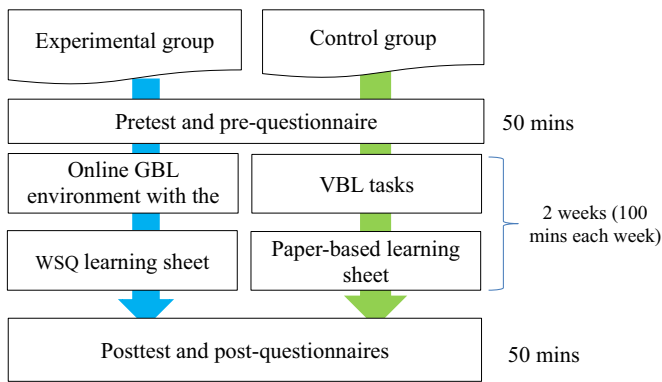 Experimental group
Control group
Pretest and pre-questionnaire
50 mins
Online GBL
environment with the
VBL tasks
2 weeks (100
mins each week)
WSQ learning sheet
Paper-based learning
sheet
Posttest and post-questionnaires
50 mins